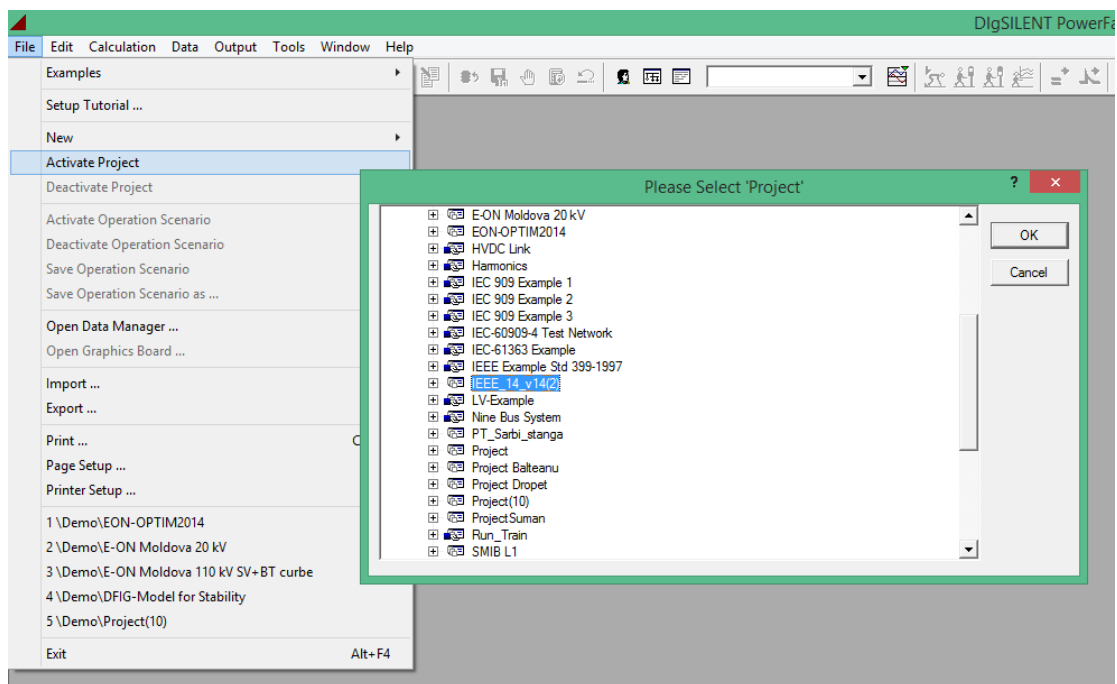 DIgSILENT PowerFa
File Edit Calculation Data Output Tools Window Help
Examples
Setup Tutorial ...
New
Activate Project
Deactivate Project
Activate Operation Scenario
Deactivate Operation Scenario
Save Operation Scenario
Save Operation Scenario as ...
Open Data Manager ...
Open Graphics Board ...
Import ...
Export ...
Print ... C
Page Setup ...
Printer Setup ...
1 \Demo\EON-OPTIM2014
2 \Demo\E-ON Moldova 20 kV
3 \Demo\E-ON Moldova 110 kV SV+BT curbe
4 \Demo\DFIG-Model for Stability
5 \Demo\Project(10)
Exit Alt+F4
Please Select 'Project' ?
E-ON Moldova 20 kV
EON-OPTIM2014
HVDC Link
Harmonics
IEC 909 Example 1
IEC 909 Example 2
IEC 909 Example 3
IEC-60909-4 Test Network
IEC-61363 Example
IEEE Example Std 399-1997
IEEE_14_v14(2)
LV-Example
Nine Bus System
PT_Sarbi_stanga
Project
Project Balteanu
Project Dropet
Project(10)
ProjectSuman
Run_Train
SMIB L1
OK
Cancel